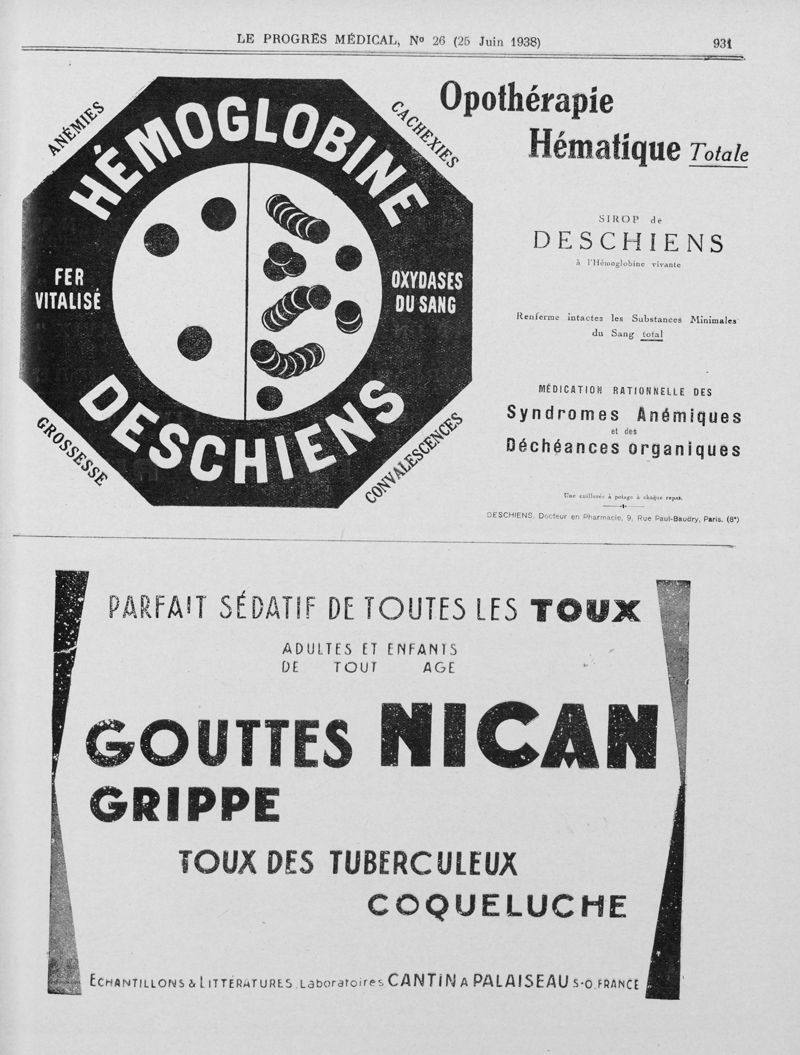 LE PROGRÈS MÉDICAL, No 26 (25 Juin 1938)
931
ANÉMIES
CACHEXIES
HÉMOGLOBINE
FER
VITALISÉ
OXYDASES
DU SANG
DESCHIENS
GROSSESSE
CONVALESCENCES
Opothérapie
Hématique Totale
SIROP de
DESCHIENS
à l'Hémoglobine vivante
Renferme intactes les Substances Minimales
du Sang total
MÉDICATION RATIONNELLE DES
Syndromes Anémiques
et des
Déchéances organiques
Une cuillerée à potage à chaque repas.
DESCHIENS, Docteur en Pharmacie, 9, Rue Paul-Baudry, Paris. (8e)
PARFAIT SÉDATIF DE TOUTES LES TOUX
ADULTES ET ENFANTS
DE TOUT AGE
GOUTTES NICAN
GRIPPE
TOUX DES TUBERCULEUX
COQUELUCHE
ECHANTILLONS & LITTÉRATURES. Laboratoires CANTIN A PALAISEAU S-O. FRANCE